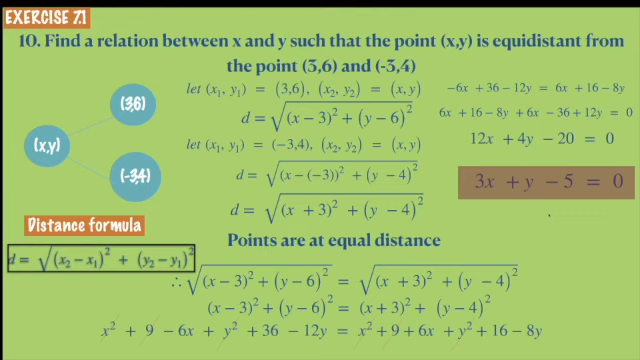 EXERCISE 7.1
10. Find a relation between x and y such that the point (x,y) is equidistant from
the point (3,6) and (-3,4)
(3,6)
(x,y)
(-3,4)
let (x₁, y₁) = (3,6), (x₂, y₂) = (x, y)
d = √((x − 3)² + (y − 6)²)
let (x₁, y₁) = (−3,4), (x₂, y₂) = (x, y)
d = √((x − (−3))² + (y − 4)²)
d = √((x + 3)² + (y − 4)²)
−6x + 36 − 12y = 6x + 16 − 8y
6x + 16 − 8y + 6x − 36 + 12y = 0
12x + 4y − 20 = 0
3x + y − 5 = 0
Distance formula
d = √((x₂ − x₁)² + (y₂ − y₁)²)
Points are at equal distance
∴ √((x − 3)² + (y − 6)²) = √((x + 3)² + (y − 4)²)
(x − 3)² + (y − 6)² = (x + 3)² + (y − 4)²
x² + 9 − 6x + y² + 36 − 12y = x² + 9 + 6x + y² + 16 − 8y